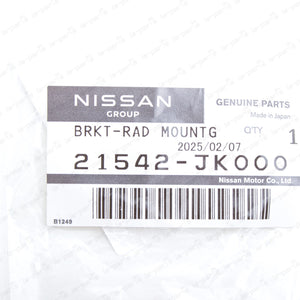 NISSAN
GROUP
GENUINE PARTS
Made in Japan
BRKT-RAD MOUNTG
QTY 1
2025/02/07
21542-JK000
Nissan Motor Co., Ltd.
B1249